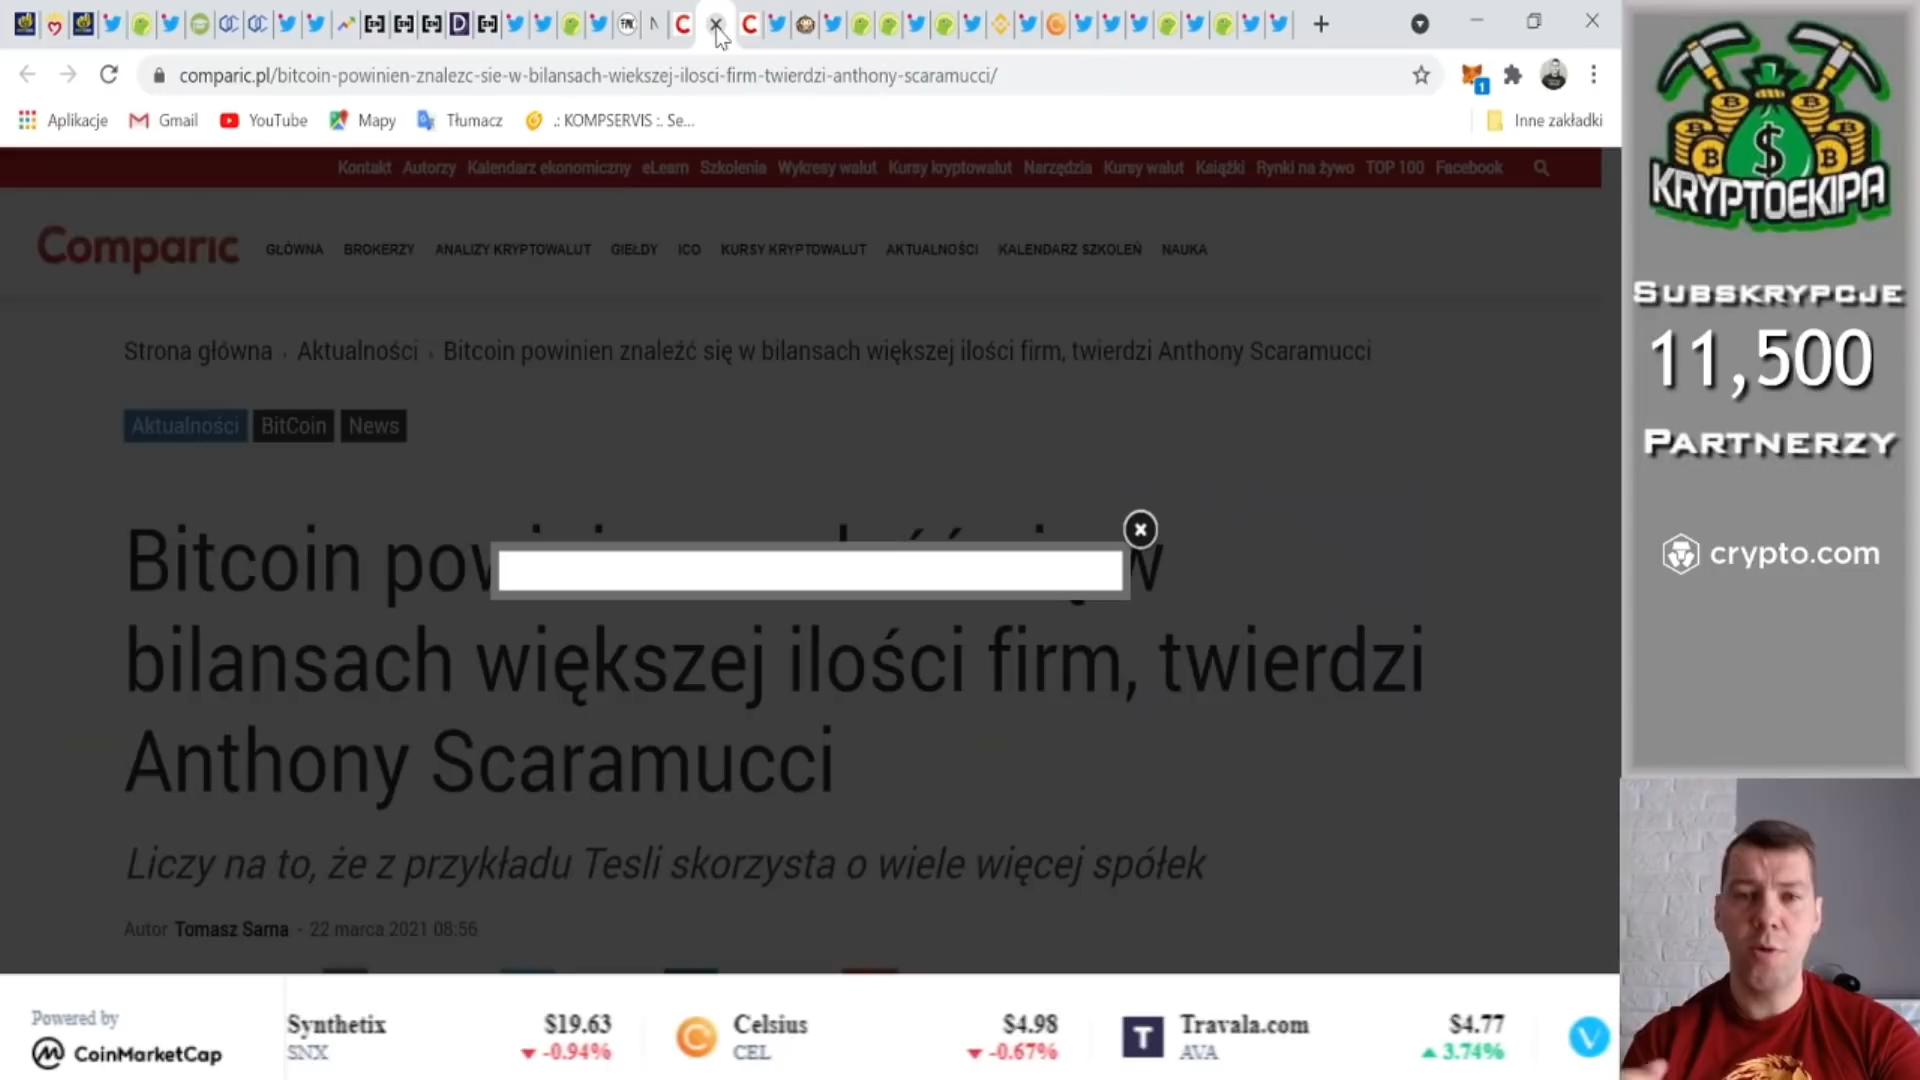 comparic.pl/bitcoin-powinien-znalezc-sie-w-bilansach-wiekszej-ilosci-firm-twierdzi-anthony-scaramucci/
1
Aplikacje Gmail YouTube Mapy Tłumacz .: KOMPSERVIS :. Se... Inne zakładki
Kontakt Autorzy Kalendarz ekonomiczny eLearn Szkolenia Wykresy walut Kursy kryptowalut Narzędzia Kursy walut Książki Rynki na żywo TOP 100 Facebook
Comparic GŁÓWNA BROKERZY ANALIZY KRYPTOWALUT GIEŁDY ICO KURSY KRYPTOWALUT AKTUALNOŚCI KALENDARZ SZKOLEŃ NAUKA
Strona główna › Aktualności › Bitcoin powinien znaleźć się w bilansach większej ilości firm, twierdzi Anthony Scaramucci
Aktualności BitCoin News
Bitcoin w
bilansach większej ilości firm, twierdzi
Anthony Scaramucci
Liczy na to, że z przykładu Tesli skorzysta o wiele więcej spółek
Autor Tomasz Sarna - 22 marca 2021 08:56
Powered by
CoinMarketCap
Synthetix $19.63
SNX ▼ -0.94%
Celsius $4.98
CEL ▼ -0.67%
Travala.com $4.77
AVA ▲ 3.74%
KRYPTOEKIPA
SUBSKRYPCJE
11,500
PARTNERZY
crypto.com